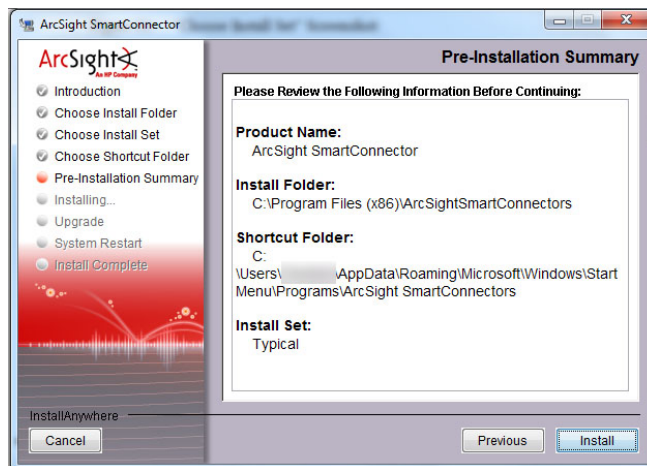 ArcSight SmartConnector
ArcSight
An HP Company
Introduction
Choose Install Folder
Choose Install Set
Choose Shortcut Folder
Pre-Installation Summary
Installing...
Upgrade
System Restart
Install Complete
Pre-Installation Summary
Please Review the Following Information Before Continuing:
Product Name:
ArcSight SmartConnector
Install Folder:
C:\Program Files (x86)\ArcSightSmartConnectors
Shortcut Folder:
C:
\Users\ \AppData\Roaming\Microsoft\Windows\Start
Menu\Programs\ArcSight SmartConnectors
Install Set:
Typical
InstallAnywhere
Cancel
Previous
Install